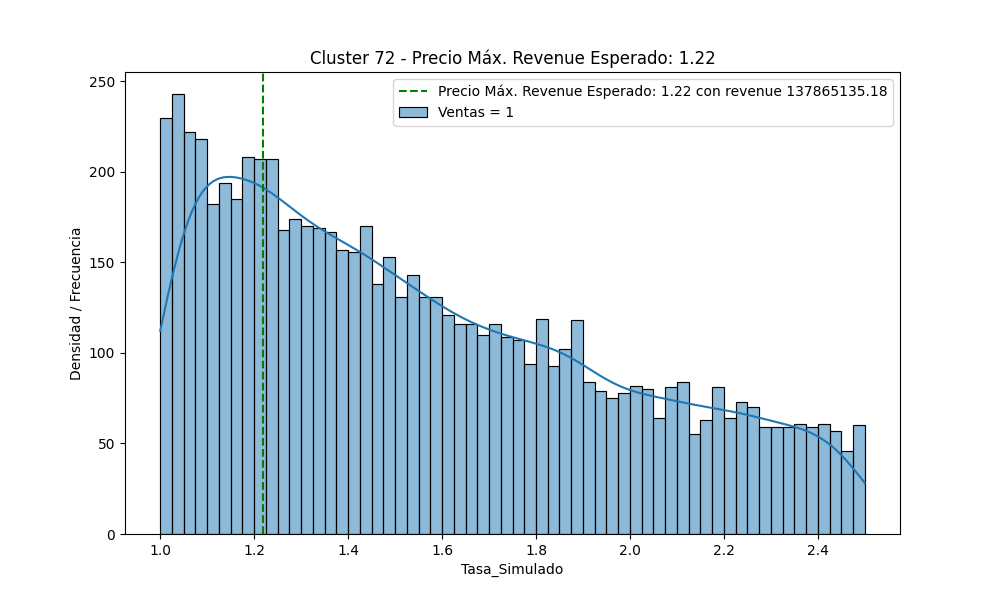 Cluster 72 - Precio Máx. Revenue Esperado: 1.22
Precio Máx. Revenue Esperado: 1.22 con revenue 137865135.18
Ventas = 1
Densidad / Frecuencia
250
200
150
100
50
0
1.0 1.2 1.4 1.6 1.8 2.0 2.2 2.4
Tasa_Simulado